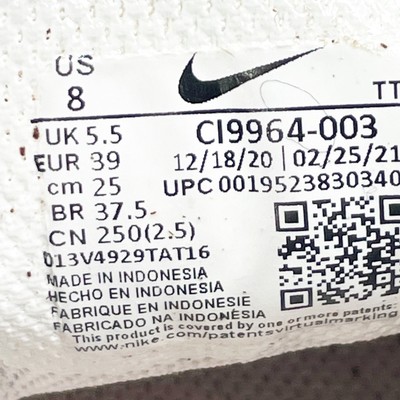 US
8
TT
UK 5.5
EUR 39
cm 25
BR 37.5
CN 250(2.5)
CI9964-003
12/18/20 | 02/25/21
UPC 0019523830340
013V4929TAT16
MADE IN INDONESIA
HECHO EN INDONESIA
FABRIQUE EN INDONESIE
FABRICADO NA INDONÉSIA
This product is covered by one or more patents:
www.nike.com/patentsvirtualmarking